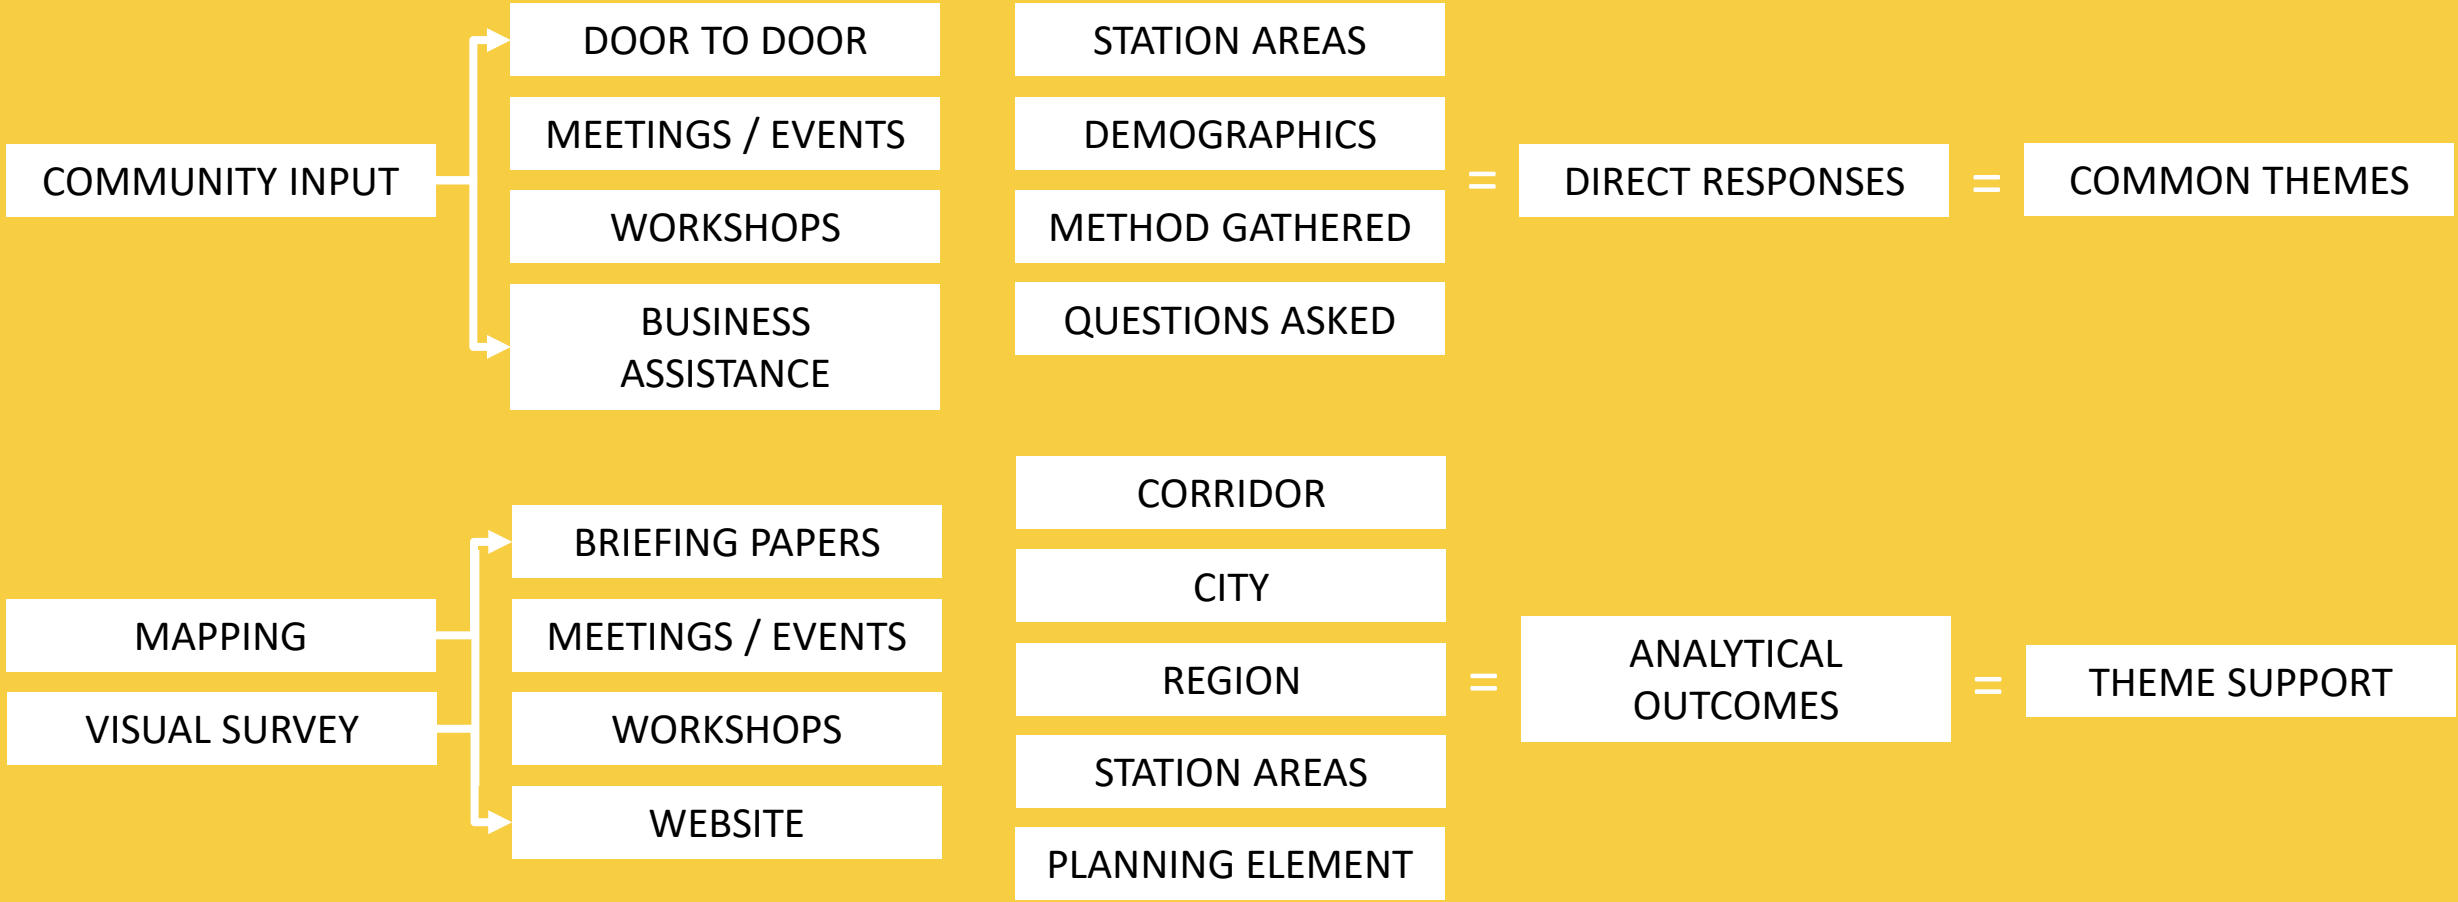 COMMUNITY INPUT
DOOR TO DOOR
MEETINGS / EVENTS
WORKSHOPS
BUSINESS
ASSISTANCE
STATION AREAS
DEMOGRAPHICS
METHOD GATHERED
QUESTIONS ASKED
=
DIRECT RESPONSES
=
COMMON THEMES
MAPPING
VISUAL SURVEY
BRIEFING PAPERS
MEETINGS / EVENTS
WORKSHOPS
WEBSITE
CORRIDOR
CITY
REGION
STATION AREAS
PLANNING ELEMENT
=
ANALYTICAL
OUTCOMES
=
THEME SUPPORT